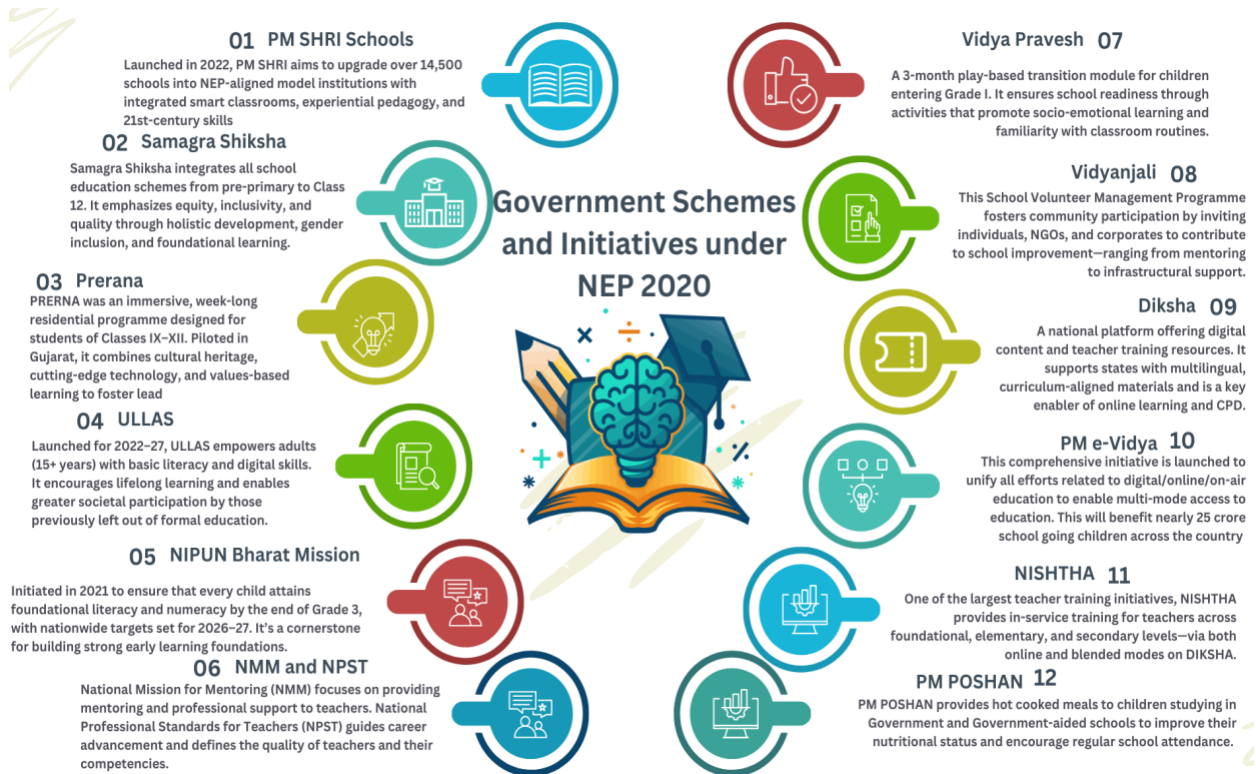 01 PM SHRI Schools
Launched in 2022, PM SHRI aims to upgrade over 14,500
schools into NEP-aligned model institutions with
integrated smart classrooms, experiential pedagogy, and
21st-century skills
02 Samagra Shiksha
Samagra Shiksha integrates all school
education schemes from pre-primary to Class
12. It emphasizes equity, inclusivity, and
quality through holistic development, gender
inclusion, and foundational learning.
03 Prerana
PRERNA was an immersive, week-long
residential programme designed for
students of Classes IX–XII. Piloted in
Gujarat, it combines cultural heritage,
cutting-edge technology, and values-based
learning to foster lead
04 ULLAS
Launched for 2022–27, ULLAS empowers adults
(15+ years) with basic literacy and digital skills.
It encourages lifelong learning and enables
greater societal participation by those
previously left out of formal education.
05 NIPUN Bharat Mission
Initiated in 2021 to ensure that every child attains
foundational literacy and numeracy by the end of Grade 3,
with nationwide targets set for 2026–27. It’s a cornerstone
for building strong early learning foundations.
06 NMM and NPST
National Mission for Mentoring (NMM) focuses on providing
mentoring and professional support to teachers. National
Professional Standards for Teachers (NPST) guides career
advancement and defines the quality of teachers and their
competencies.
Government Schemes
and Initiatives under
NEP 2020
Vidya Pravesh 07
A 3-month play-based transition module for children
entering Grade I. It ensures school readiness through
activities that promote socio-emotional learning and
familiarity with classroom routines.
Vidyanjali 08
This School Volunteer Management Programme
fosters community participation by inviting
individuals, NGOs, and corporates to contribute
to school improvement—ranging from mentoring
to infrastructural support.
Diksha 09
A national platform offering digital
content and teacher training resources. It
supports states with multilingual,
curriculum-aligned materials and is a key
enabler of online learning and CPD.
PM e-Vidya 10
This comprehensive initiative is launched to
unify all efforts related to digital/online/on-air
education to enable multi-mode access to
education. This will benefit nearly 25 crore
school going children across the country
NISHTHA 11
One of the largest teacher training initiatives, NISHTHA
provides in-service training for teachers across
foundational, elementary, and secondary levels—via both
online and blended modes on DIKSHA.
PM POSHAN 12
PM POSHAN provides hot cooked meals to children studying in
Government and Government-aided schools to improve their
nutritional status and encourage regular school attendance.